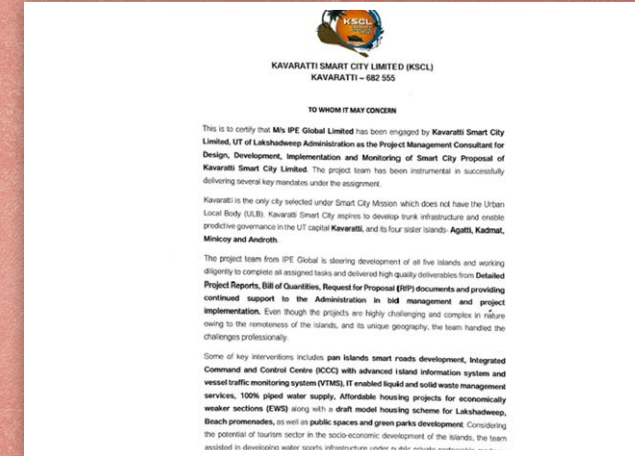 KSCL
KAVARATTI SMART CITY LIMITED (KSCL)
KAVARATTI – 682 555
TO WHOM IT MAY CONCERN
This is to certify that M/s IPE Global Limited has been engaged by Kavaratti Smart City
Limited, UT of Lakshadweep Administration as the Project Management Consultant for
Design, Development, Implementation and Monitoring of Smart City Proposal of
Kavaratti Smart City Limited. The project team has been instrumental in successfully
delivering several key mandates under the assignment.
Kavaratti is the only city selected under Smart City Mission which does not have the Urban
Local Body (ULB). Kavaratti Smart City aspires to develop trunk infrastructure and enable
predictive governance in the UT capital Kavaratti, and its four sister islands- Agatti, Kadmat,
Minicoy and Androth.
The project team from IPE Global is steering development of all five islands and working
diligently to complete all assigned tasks and delivered high quality deliverables from Detailed
Project Reports, Bill of Quantities, Request for Proposal (RfP) documents and providing
continued support to the Administration in bid management and project
implementation. Even though the projects are highly challenging and complex in nature
owing to the remoteness of the islands, and its unique geography, the team handled the
challenges professionally.
Some of key interventions includes pan islands smart roads development, Integrated
Command and Control Centre (ICCC) with advanced island information system and
vessel traffic monitoring system (VTMS), IT enabled liquid and solid waste management
services, 100% piped water supply, Affordable housing projects for economically
weaker sections (EWS) along with a draft model housing scheme for Lakshadweep,
Beach promenades, as well as public spaces and green parks development. Considering
the potential of tourism sector in the socio-economic development of the Islands, the team
assisted in developing water sports infrastructure under public private